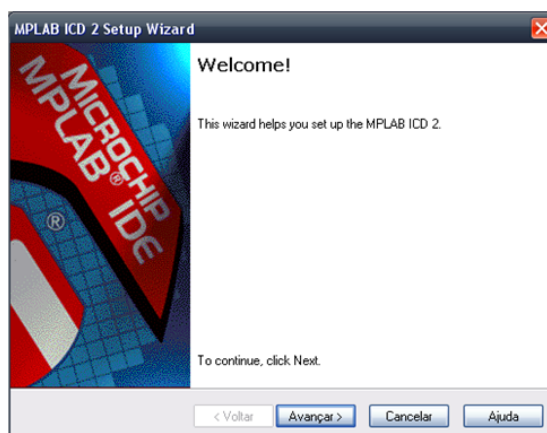 MPLAB ICD 2 Setup Wizard
MICROCHIP
MPLAB® IDE
®
Welcome!
This wizard helps you set up the MPLAB ICD 2.
To continue, click Next.
< Voltar
Avançar >
Cancelar
Ajuda